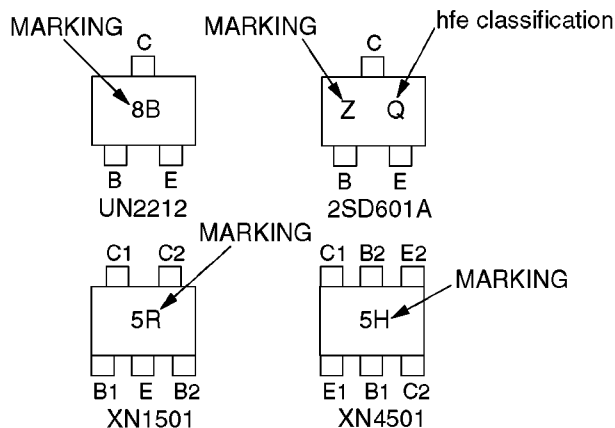 MARKING
C
8B
B E
UN2212
MARKING
hfe classification
C
Z Q
B E
2SD601A
MARKING
C1 C2
5R
B1 E B2
XN1501
C1 B2 E2
MARKING
5H
E1 B1 C2
XN4501